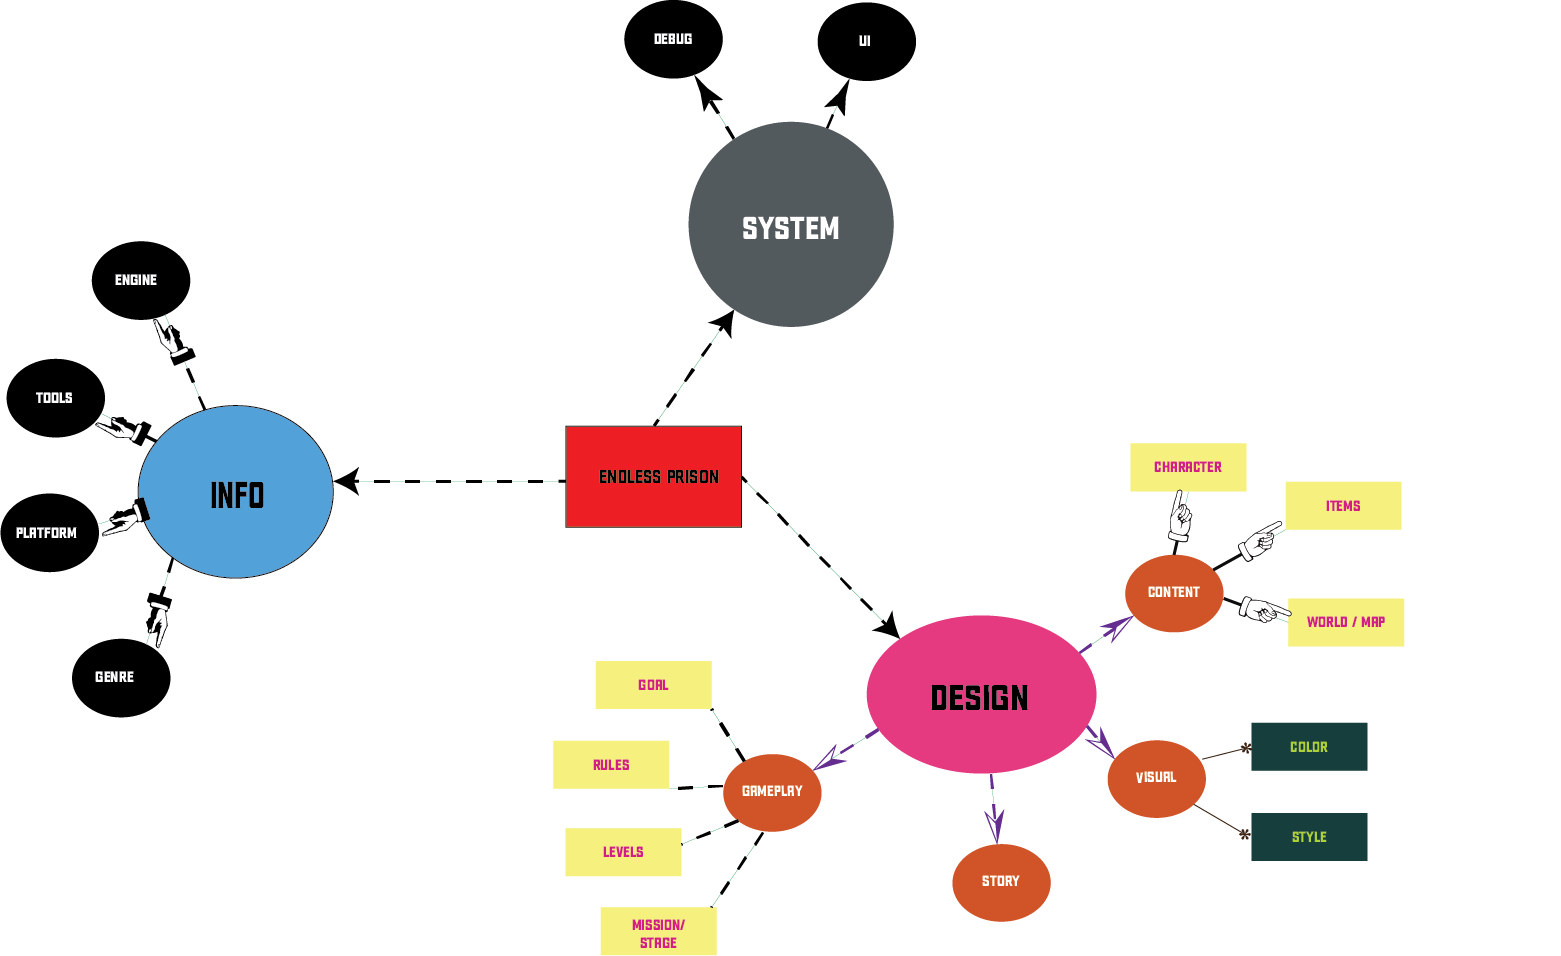 DEBUG
UI
SYSTEM
ENGINE
TOOLS
INFO
PLATFORM
GENRE
ENDLESS PRISON
CHARACTER
ITEMS
CONTENT
WORLD / MAP
DESIGN
GOAL
RULES
GAMEPLAY
LEVELS
MISSION/
STAGE
STORY
VISUAL
COLOR
STYLE